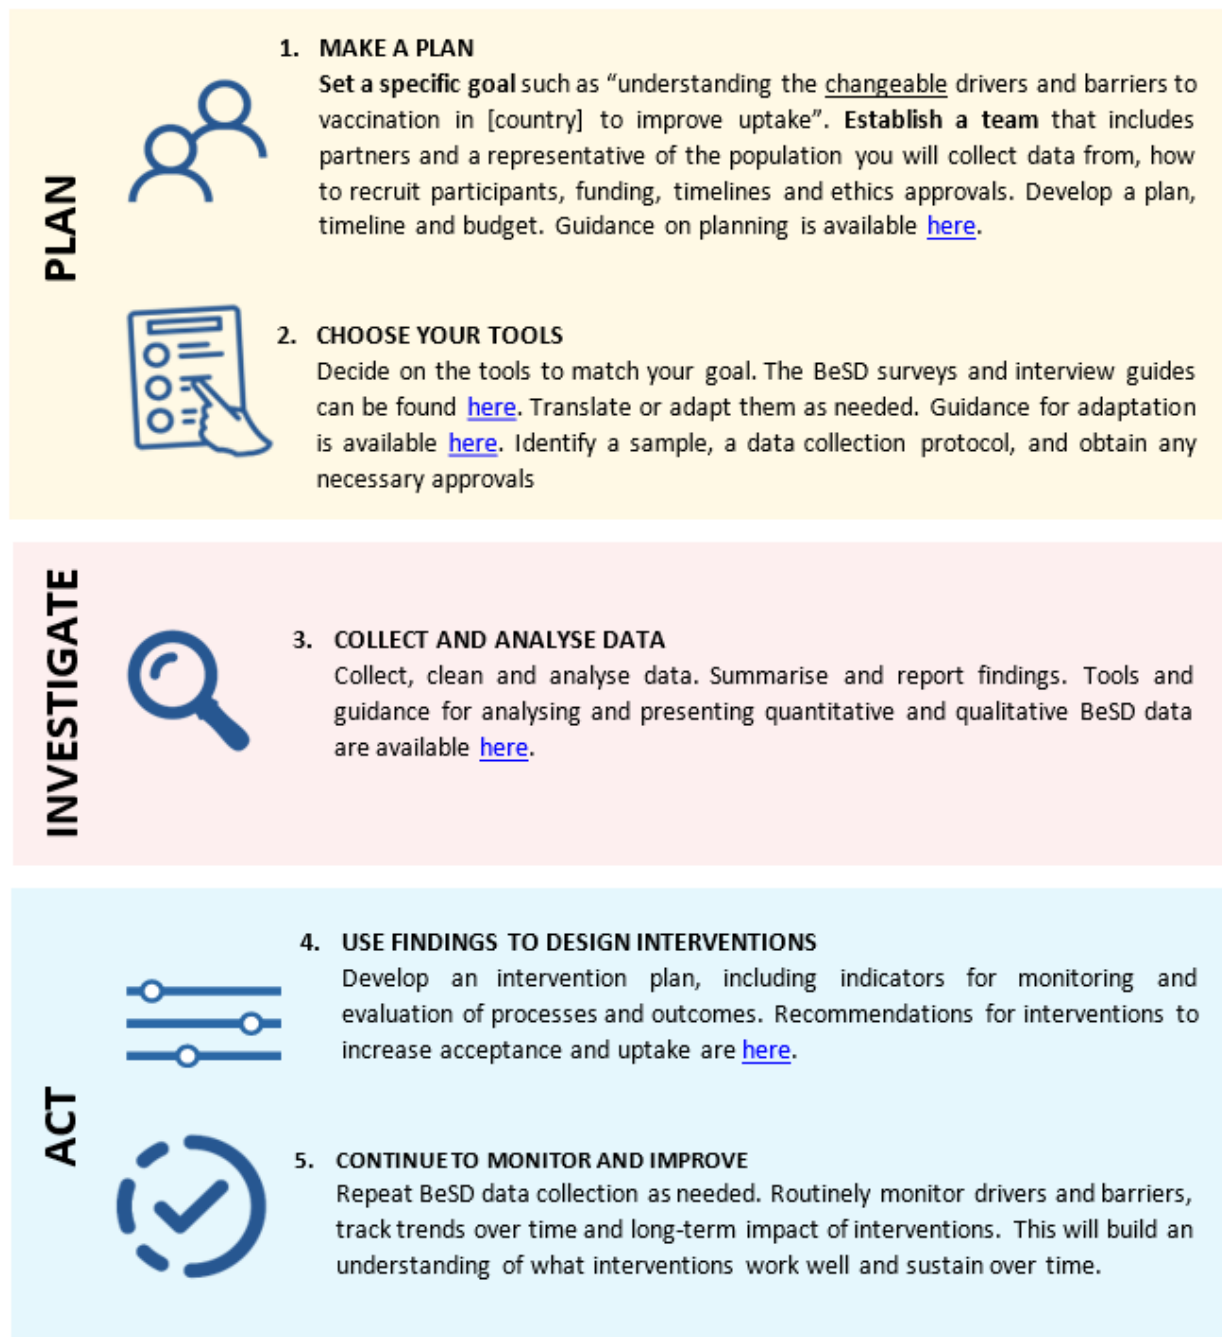 PLAN
1. MAKE A PLAN
Set a specific goal such as “understanding the changeable drivers and barriers to
vaccination in [country] to improve uptake”. Establish a team that includes
partners and a representative of the population you will collect data from, how
to recruit participants, funding, timelines and ethics approvals. Develop a plan,
timeline and budget. Guidance on planning is available here.
2. CHOOSE YOUR TOOLS
Decide on the tools to match your goal. The BeSD surveys and interview guides
can be found here. Translate or adapt them as needed. Guidance for adaptation
is available here. Identify a sample, a data collection protocol, and obtain any
necessary approvals
INVESTIGATE
3. COLLECT AND ANALYSE DATA
Collect, clean and analyse data. Summarise and report findings. Tools and
guidance for analysing and presenting quantitative and qualitative BeSD data
are available here.
ACT
4. USE FINDINGS TO DESIGN INTERVENTIONS
Develop an intervention plan, including indicators for monitoring and
evaluation of processes and outcomes. Recommendations for interventions to
increase acceptance and uptake are here.
5. CONTINUE TO MONITOR AND IMPROVE
Repeat BeSD data collection as needed. Routinely monitor drivers and barriers,
track trends over time and long-term impact of interventions. This will build an
understanding of what interventions work well and sustain over time.